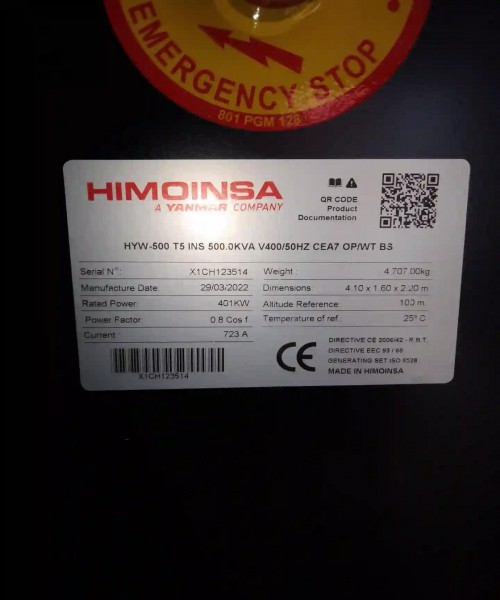 EMERGENCY STOP
801 PGM 128
HIMOINSA
A YANMAR COMPANY
QR CODE
Product
Documentation
HYW-500 T5 INS 500.0KVA V400/50HZ CEA7 OP/WT BS
Serial Nº: X1CH123514
Weight : 4 707.00kg
Manufacture Date: 29/03/2022
Dimensions : 4.10 x 1.60 x 2.20 m
Rated Power: 401KW
Altitude Reference: 100 m.
Power Factor : 0.8 Cos f
Temperature of ref.: 25º C
Current : 723 A
DIRECTIVE CE 2006/42 - R.M.T.
DIRECTIVE EEC 93 / 68
GENERATING SET ISO 8528
MADE IN HIMOINSA
CE
X1CH123514